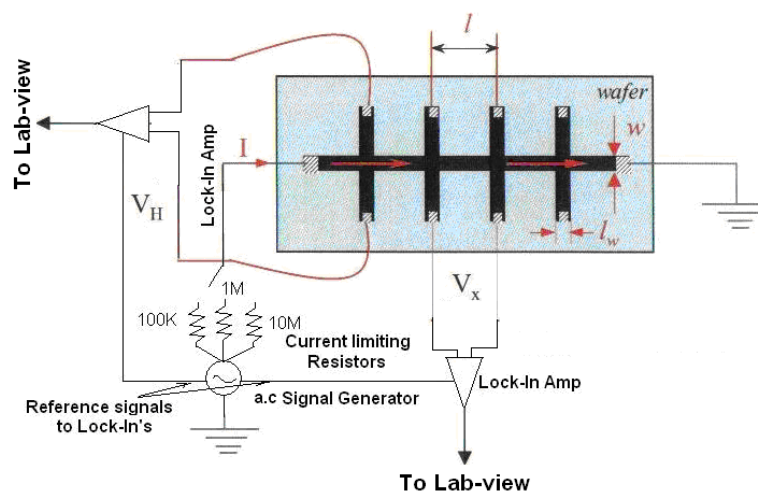 l
wafer
w
To Lab-view
I
Lock-In Amp
V_H
l_w
V_x
1M
100K
10M
Current limiting
Resistors
Lock-In Amp
Reference signals
to Lock-In's
a.c Signal Generator
To Lab-view